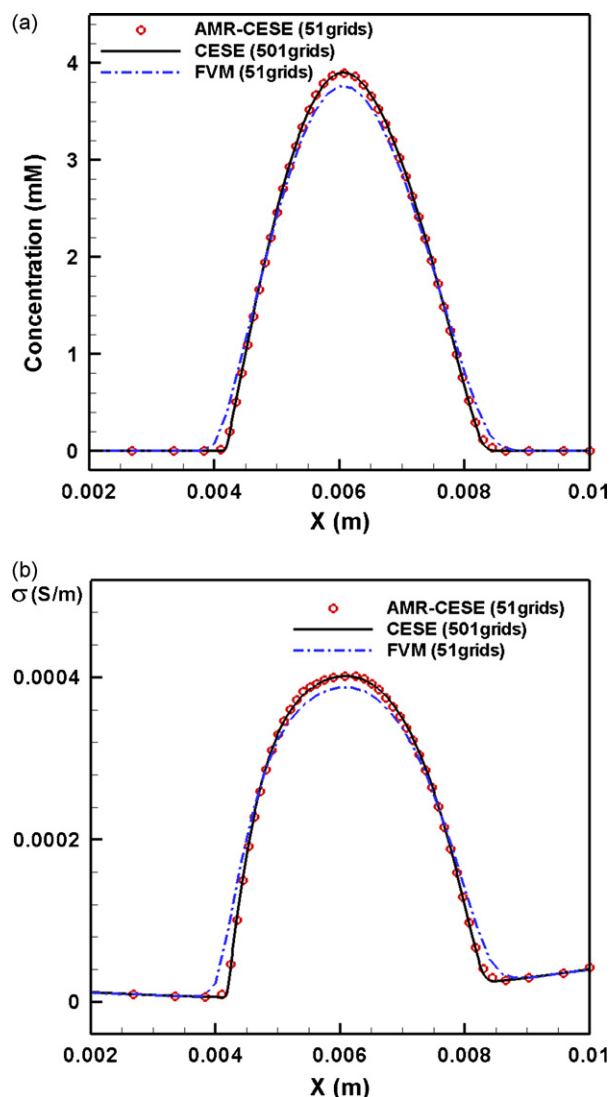 (a)
AMR-CESE (51grids)
CESE (501grids)
FVM (51grids)
4
3
2
1
0
Concentration (mM)
0.002 0.004 0.006 0.008 0.01
X (m)
(b)
σ (S/m)
AMR-CESE (51grids)
CESE (501grids)
FVM (51grids)
0.0004
0.0002
0
0.002 0.004 0.006 0.008 0.01
X (m)